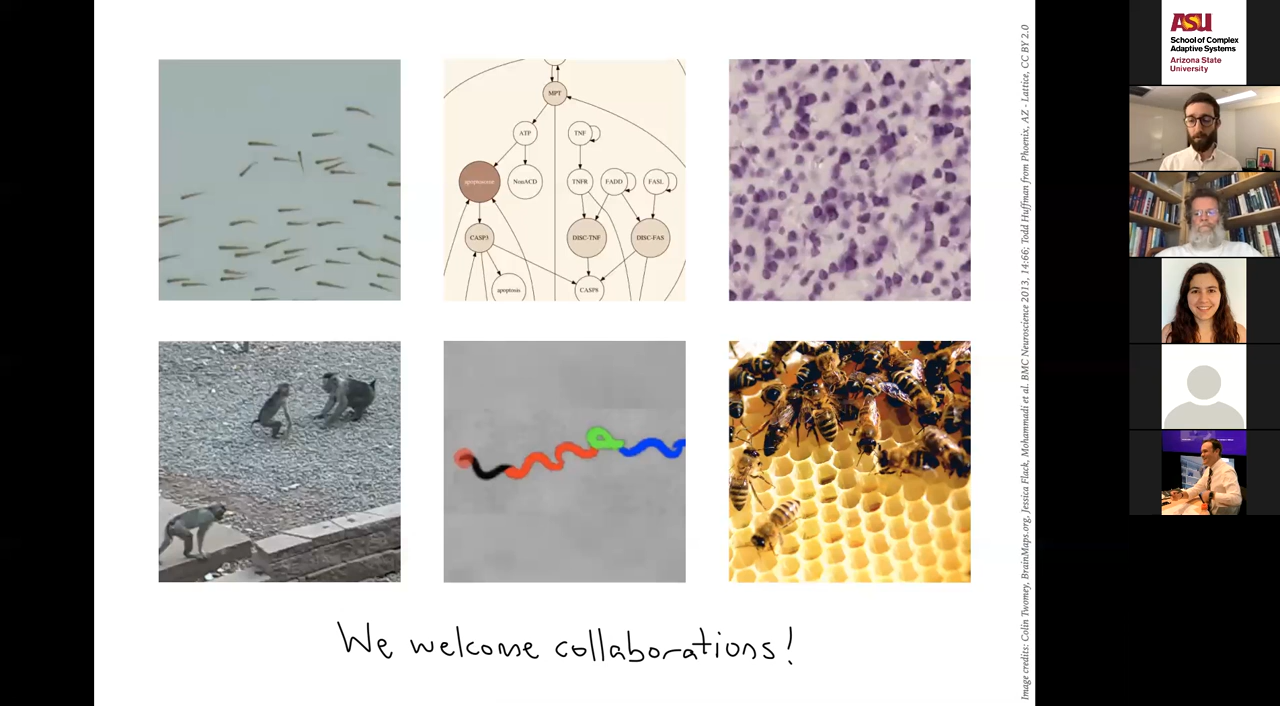 MPT
ATP
TNF
apoptosome
NonACD
TNFR
FADD
FASL
CASP3
DISC-TNF
DISC-FAS
apoptosis
CASP8
We welcome collaborations!
Image credits: Colin Twomey, BrainMaps.org, Jessica Flack, Mohammadi et al. BMC Neuroscience 2013, 14:66; Todd Huffman from Phoenix, AZ - Lattice, CC BY 2.0
ASU
School of Complex
Adaptive Systems
Arizona State
University